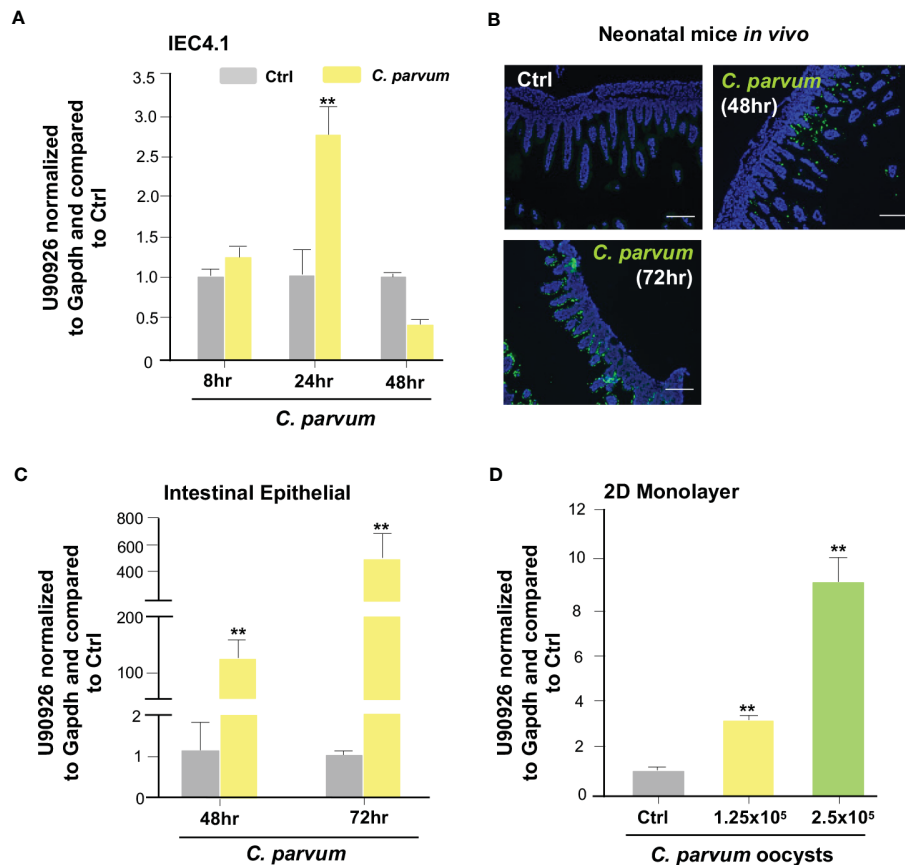 A
IEC4.1
Ctrl
C. parvum
U90926 normalized
to Gapdh and compared
to Ctrl
3.5
3.0
2.5
2.0
1.5
1.0
0.5
0
**
8hr
24hr
48hr
C. parvum
B
Neonatal mice in vivo
Ctrl
C. parvum
(48hr)
C. parvum
(72hr)
C
Intestinal Epithelial
U90926 normalized
to Gapdh and compared
to Ctrl
800
600
400
200
100
2
1
0
**
**
48hr
72hr
C. parvum
D
2D Monolayer
U90926 normalized
to Gapdh and compared
to Ctrl
12
10
8
6
4
2
0
**
**
Ctrl
1.25x10⁵
2.5x10⁵
C. parvum oocysts